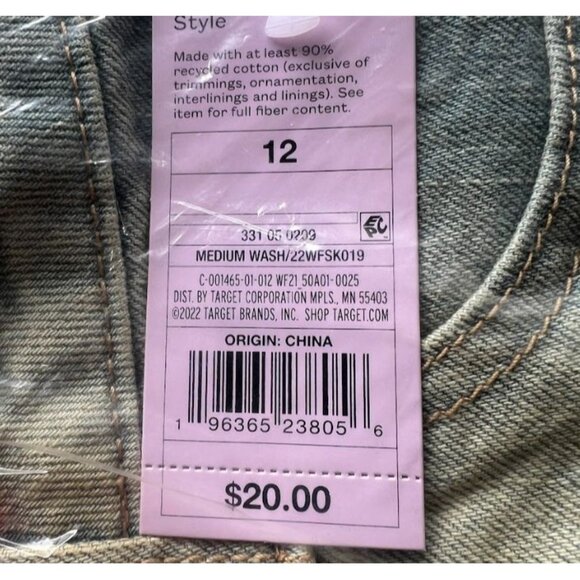 Style
Made with at least 90%
recycled cotton (exclusive of
trimmings, ornamentation,
interlinings and linings). See
item for full fiber content.
12
331 05 0209
EPC
MEDIUM WASH/22WFSK019
C-001465-01-012 WF21_50A01-0025
DIST. BY TARGET CORPORATION MPLS., MN 55403
©2022 TARGET BRANDS, INC. SHOP TARGET.COM
ORIGIN: CHINA
1 96365 23805 6
$20.00